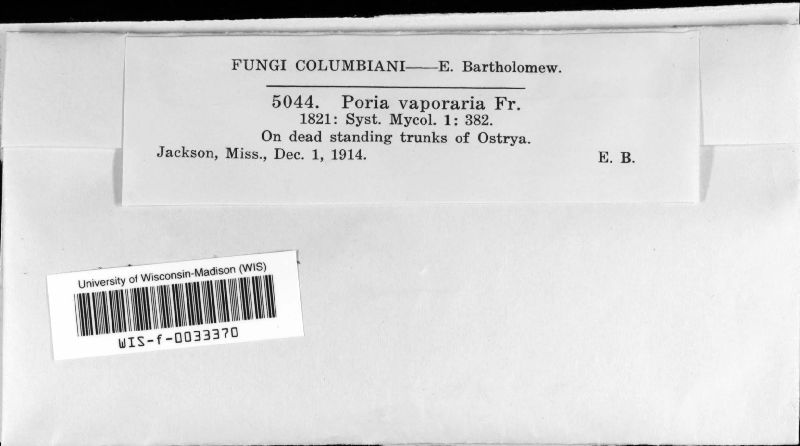 FUNGI COLUMBIANI——E. Bartholomew.
5044. Poria vaporaria Fr.
1821: Syst. Mycol. 1: 382.
On dead standing trunks of Ostrya.
Jackson, Miss., Dec. 1, 1914. E. B.
University of Wisconsin-Madison (WIS)
WIS-f-0033370